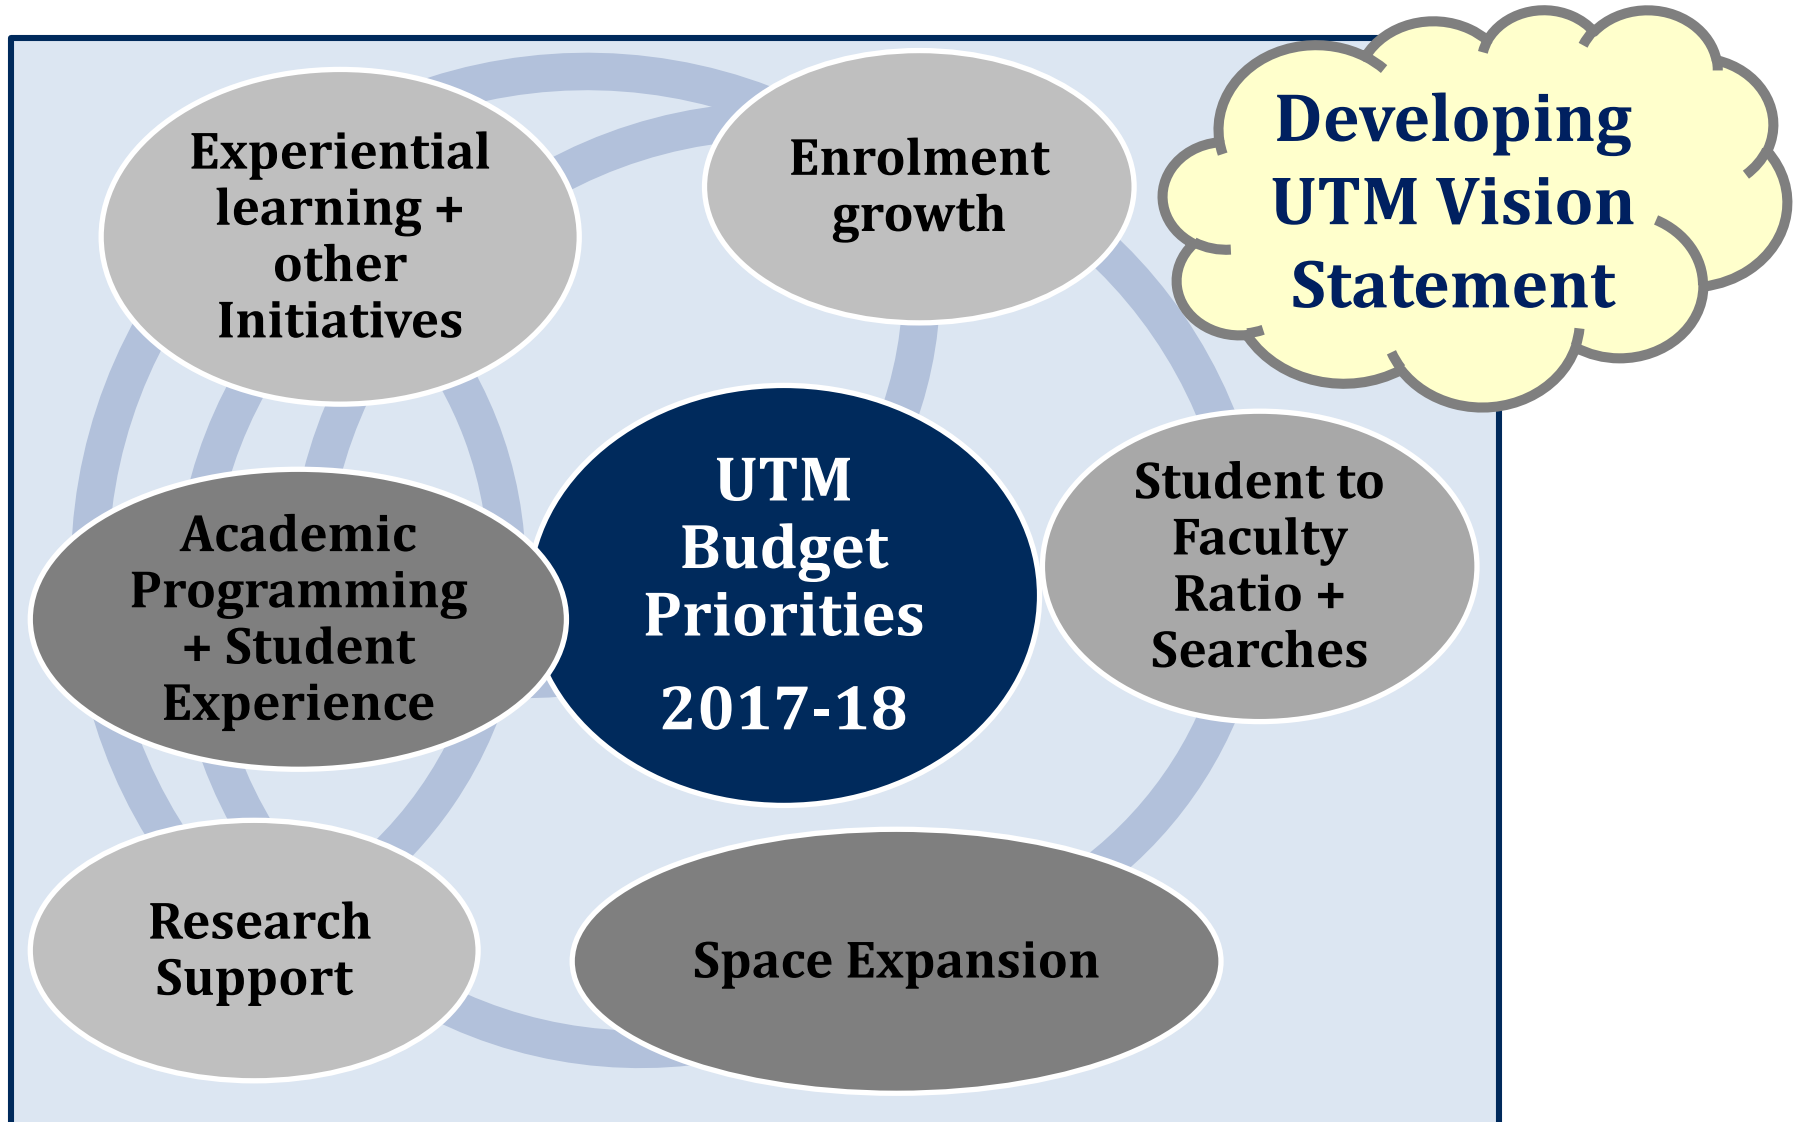 Developing
UTM Vision
Statement
Experiential
learning +
other
Initiatives
Enrolment
growth
UTM
Budget
Priorities
2017-18
Student to
Faculty
Ratio +
Searches
Academic
Programming
+ Student
Experience
Research
Support
Space Expansion